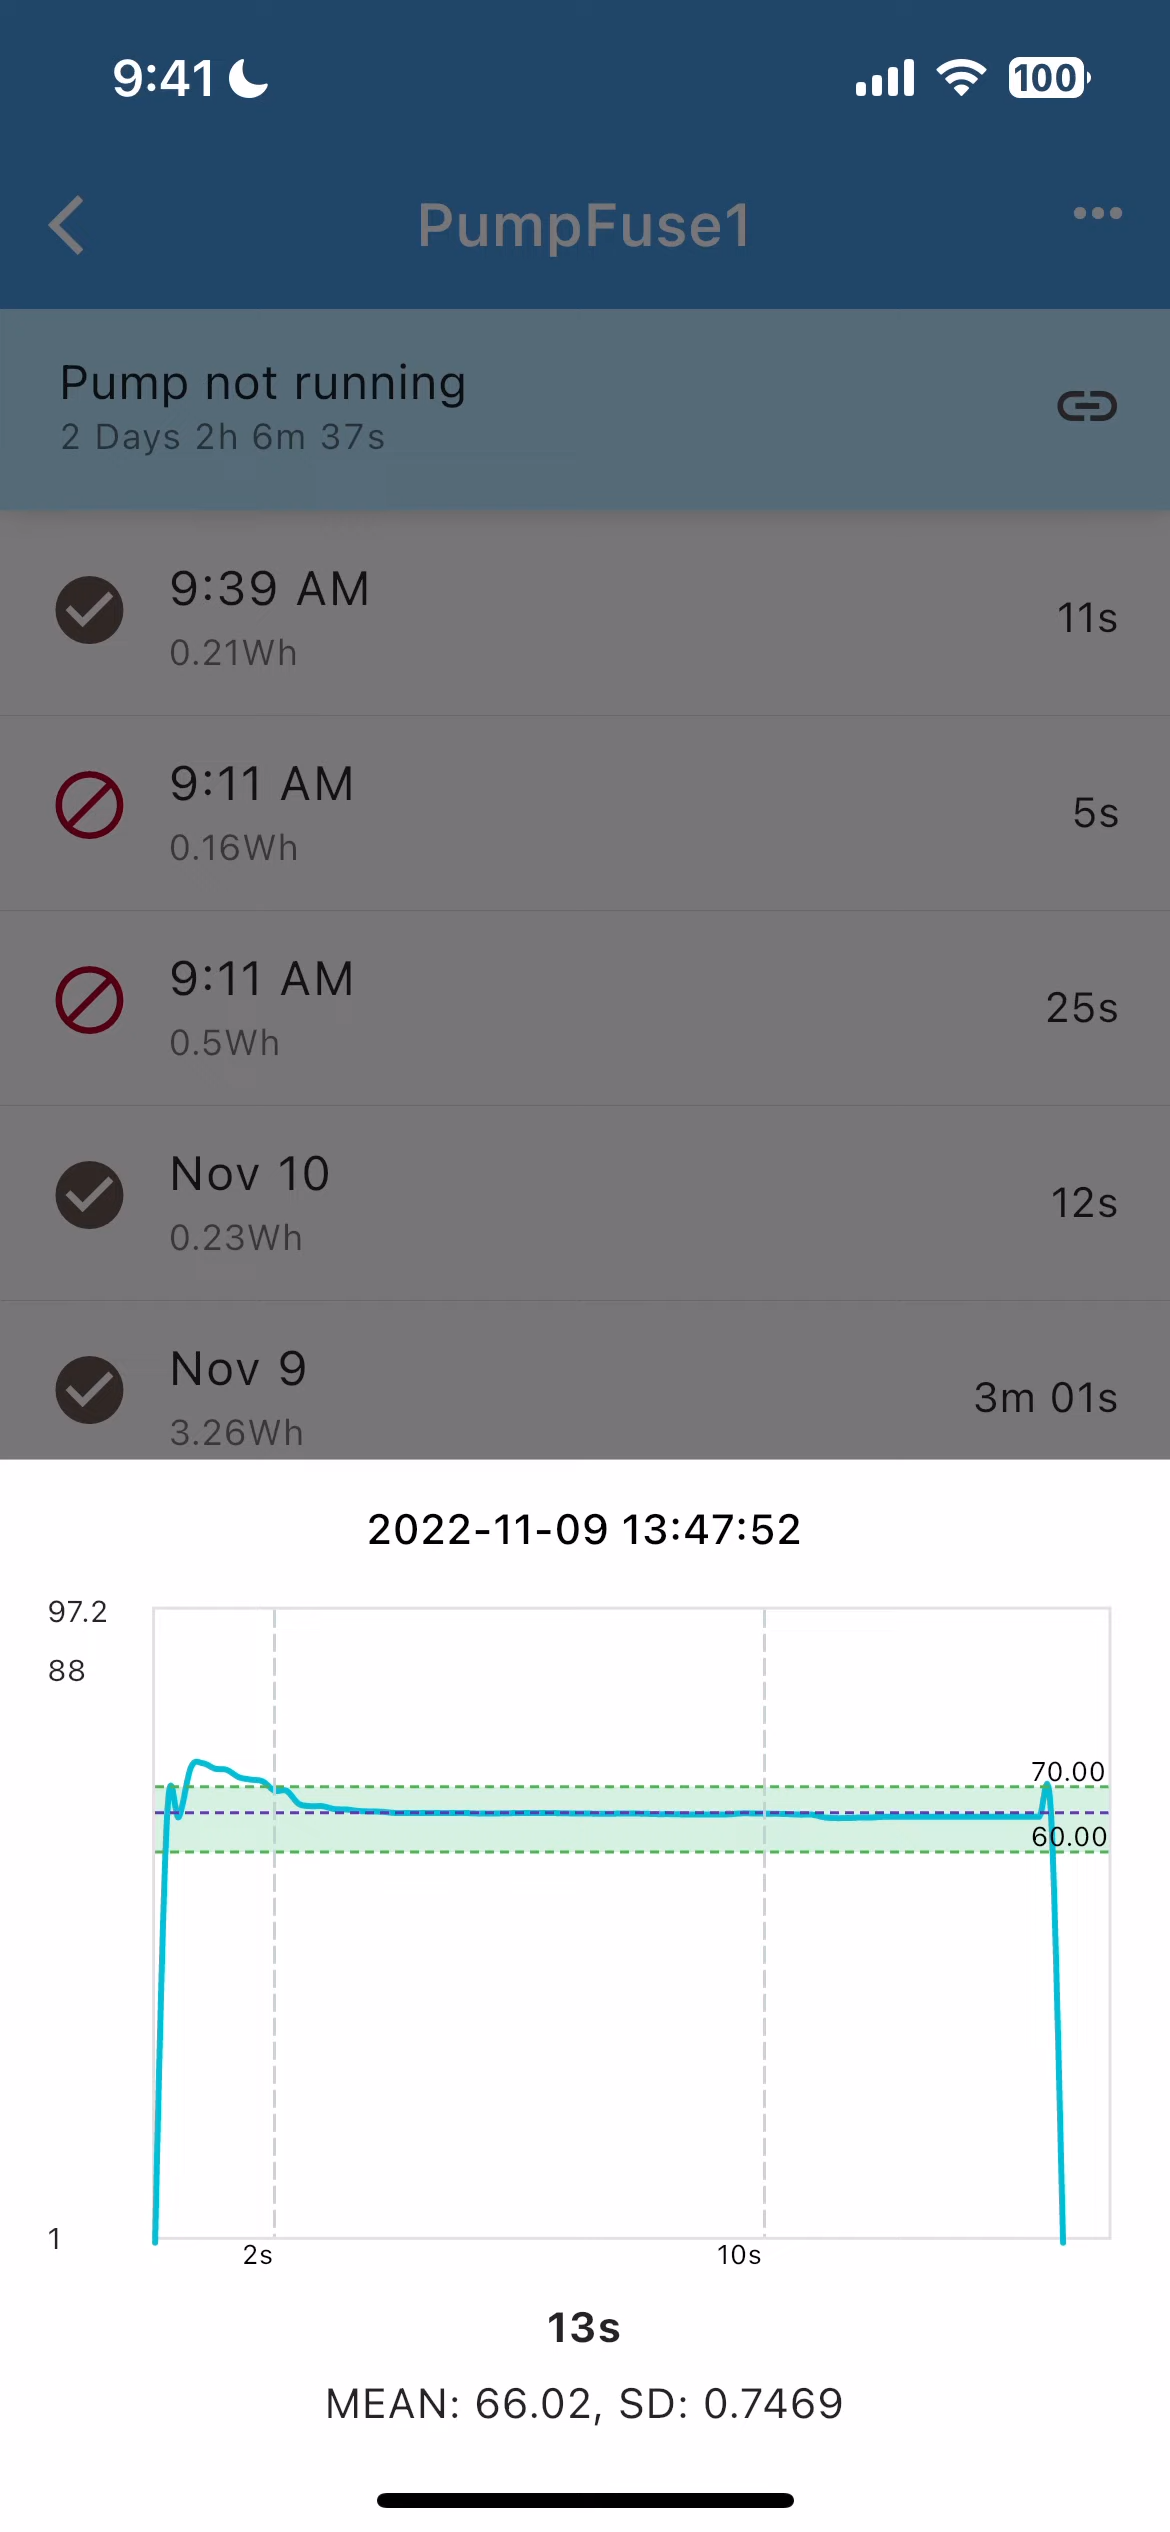 9:41
100
PumpFuse1
Pump not running
2 Days 2h 6m 37s
9:39 AM
0.21Wh
11s
9:11 AM
0.16Wh
5s
9:11 AM
0.5Wh
25s
Nov 10
0.23Wh
12s
Nov 9
3.26Wh
3m 01s
2022-11-09 13:47:52
97.2
88
70.00
60.00
1
2s
10s
13s
MEAN: 66.02, SD: 0.7469